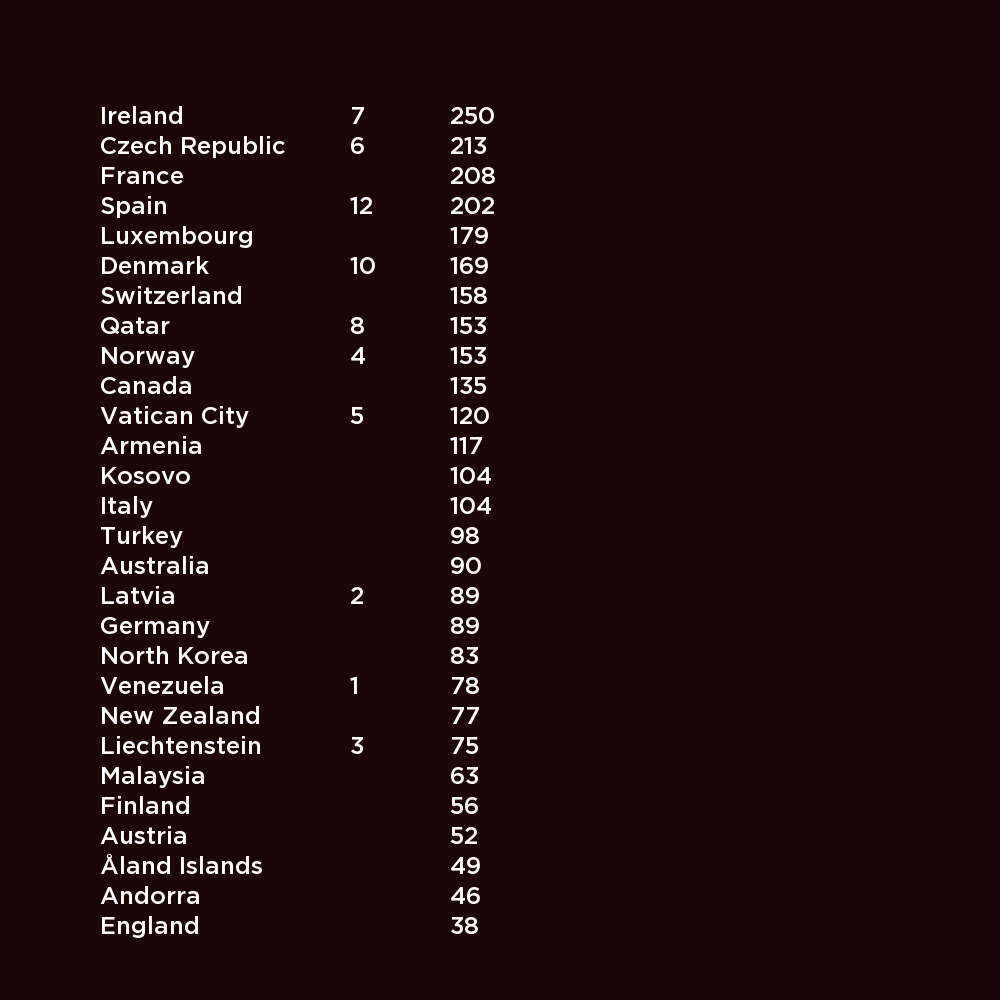 Ireland 7 250
Czech Republic 6 213
France 208
Spain 12 202
Luxembourg 179
Denmark 10 169
Switzerland 158
Qatar 8 153
Norway 4 153
Canada 135
Vatican City 5 120
Armenia 117
Kosovo 104
Italy 104
Turkey 98
Australia 90
Latvia 2 89
Germany 89
North Korea 83
Venezuela 1 78
New Zealand 77
Liechtenstein 3 75
Malaysia 63
Finland 56
Austria 52
Åland Islands 49
Andorra 46
England 38